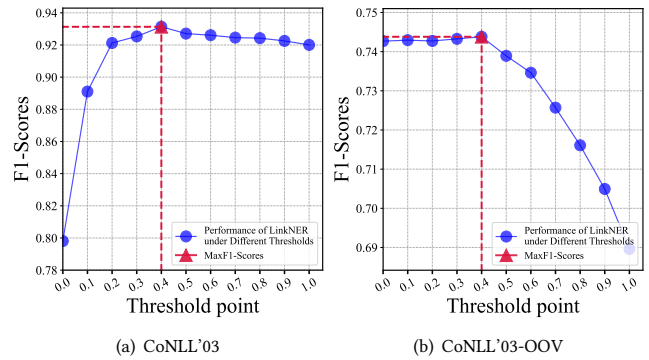 0.94
0.92
0.90
0.88
0.86
0.84
0.82
0.80
0.78
F1-Scores
0.0 0.1 0.2 0.3 0.4 0.5 0.6 0.7 0.8 0.9 1.0
Threshold point
Performance of LinkNER
under Different Thresholds
MaxF1-Scores
(a) CoNLL'03
0.75
0.74
0.73
0.72
0.71
0.70
0.69
F1-Scores
0.0 0.1 0.2 0.3 0.4 0.5 0.6 0.7 0.8 0.9 1.0
Threshold point
Performance of LinkNER
under Different Thresholds
MaxF1-Scores
(b) CoNLL'03-OOV